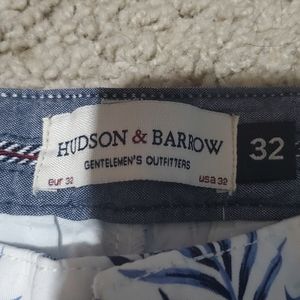 HUDSON & BARROW
GENTELEMEN'S OUTFITTERS
eur 32 usa 32
32